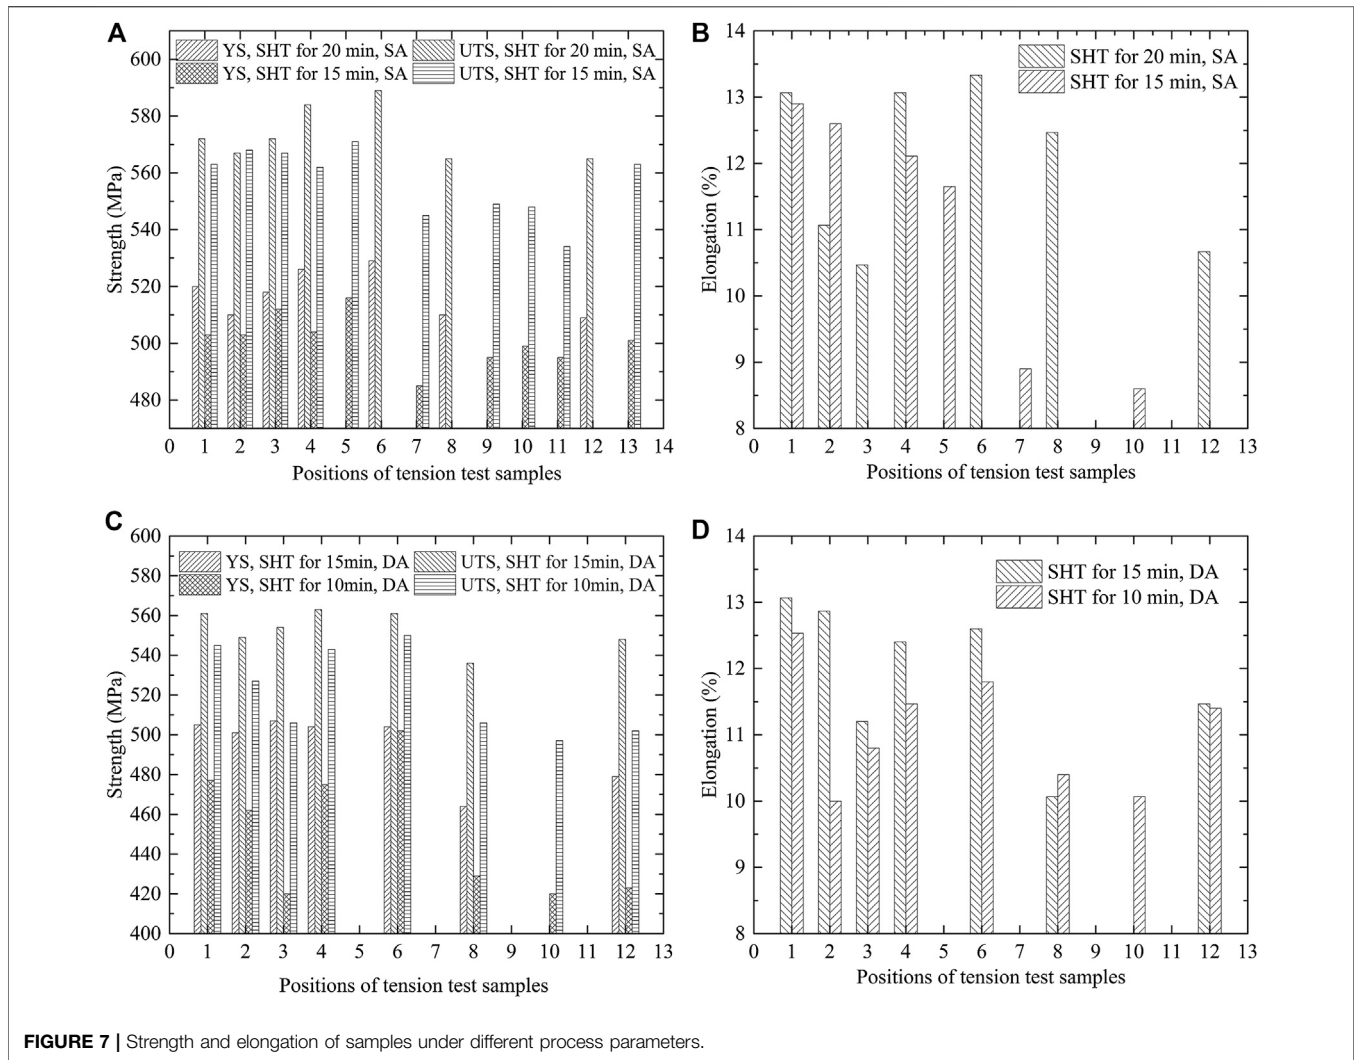 A
YS, SHT for 20 min, SA
UTS, SHT for 20 min, SA
YS, SHT for 15 min, SA
UTS, SHT for 15 min, SA
600
580
560
540
520
500
480
Strength (MPa)
0 1 2 3 4 5 6 7 8 9 10 11 12 13 14
Positions of tension test samples
B
SHT for 20 min, SA
SHT for 15 min, SA
14
13
12
11
10
9
8
Elongation (%)
0 1 2 3 4 5 6 7 8 9 10 11 12 13
Positions of tension test samples
C
YS, SHT for 15min, DA
UTS, SHT for 15min, DA
YS, SHT for 10min, DA
UTS, SHT for 10min, DA
600
580
560
540
520
500
480
460
440
420
400
Strength (MPa)
0 1 2 3 4 5 6 7 8 9 10 11 12 13
Positions of tension test samples
D
SHT for 15 min, DA
SHT for 10 min, DA
14
13
12
11
10
9
8
Elongation (%)
0 1 2 3 4 5 6 7 8 9 10 11 12 13
Positions of tension test samples
FIGURE 7 | Strength and elongation of samples under different process parameters.